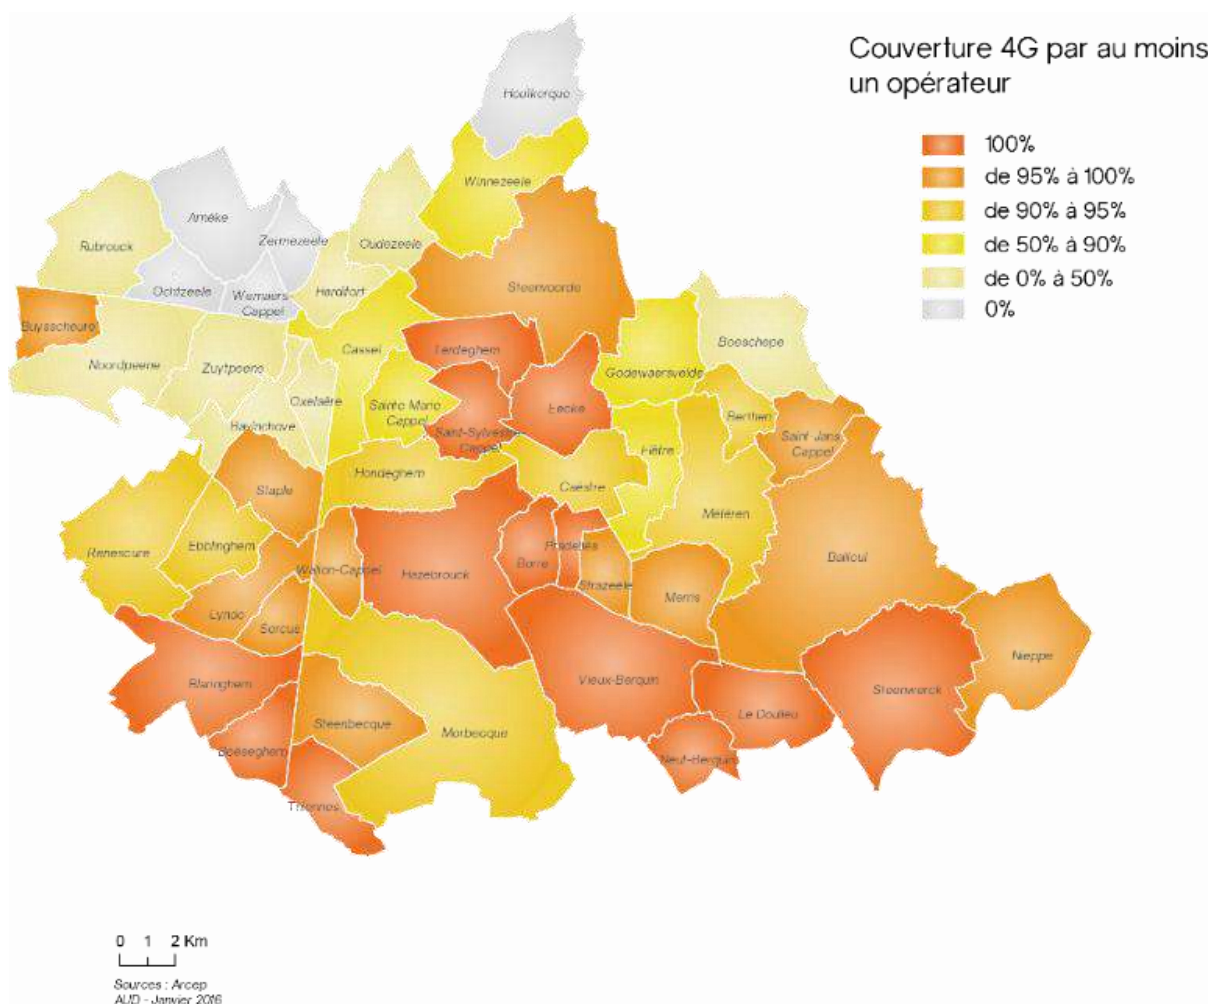 Couverture 4G par au moins
un opérateur
100%
de 95% à 100%
de 90% à 95%
de 50% à 90%
de 0% à 50%
0%
Houtkerque
Winnezeele
Arnèke
Zermezeele
Oudezeele
Rubrouck
Ochtzeele
Wemaers
Cappel
Hardifort
Steenvoorde
Buysscheure
Noordpeene
Zuytpeene
Cassel
Terdeghem
Boeschepe
Godewaersvelde
Oxelaëre
Sainte Marie
Cappel
Eecke
Berthen
Bavinchove
Saint-Sylvestre
Cappel
Flêtre
Saint Jans
Cappel
Hondeghem
Staple
Caëstre
Méteren
Renescure
Ebblinghem
Wallon-Cappel
Hazebrouck
Borre
Pradelles
Strazeele
Merris
Bailleul
Lynde
Sercus
Blaringhem
Vieux-Berquin
Nieppe
Steenwerck
Le Doulieu
Steenbecque
Morbecque
Boëseghem
Neuf-Berquin
Thiennes
0 1 2 Km
Sources : Arcep
AUD - Janvier 2016